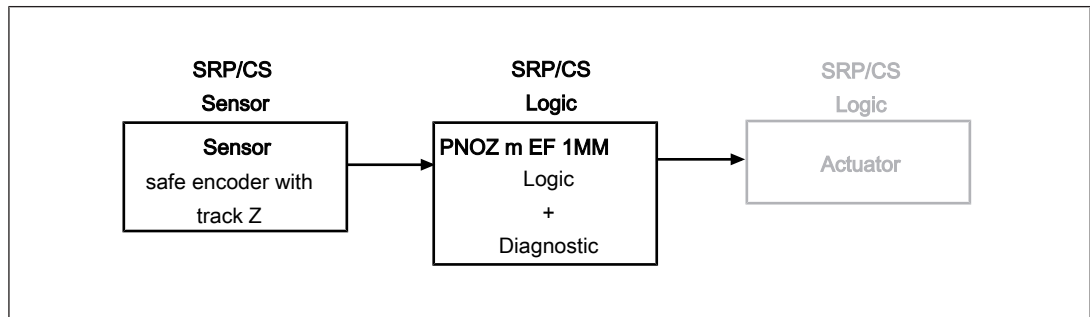 SRP/CS
Sensor
Sensor
safe encoder with
track Z
SRP/CS
Logic
PNOZ m EF 1MM
Logic
+
Diagnostic
SRP/CS
Logic
Actuator